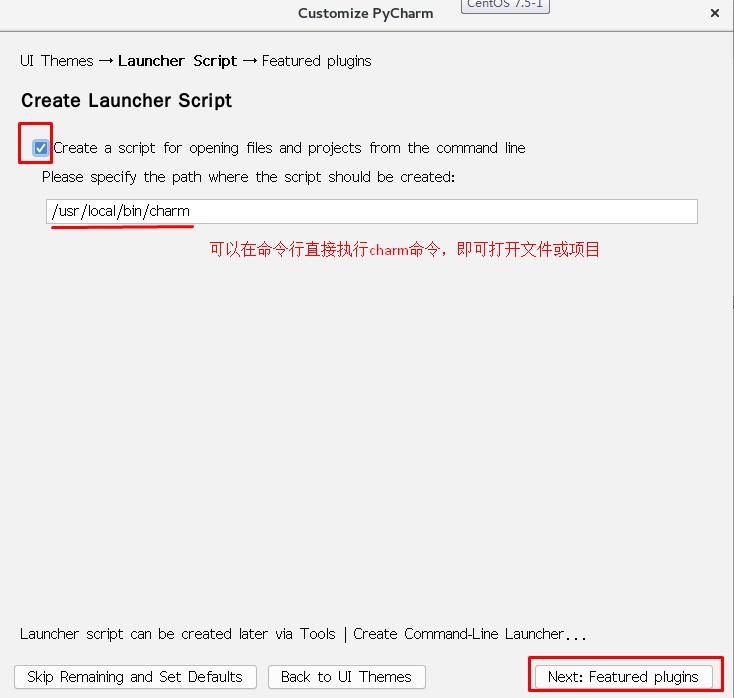 CentOS 7.5-1
Customize PyCharm
UI Themes → Launcher Script → Featured plugins
Create Launcher Script
Create a script for opening files and projects from the command line
Please specify the path where the script should be created:
/usr/local/bin/charm
可以在命令行直接执行charm命令，即可打开文件或项目
Launcher script can be created later via Tools | Create Command-Line Launcher...
Skip Remaining and Set Defaults
Back to UI Themes
Next: Featured plugins